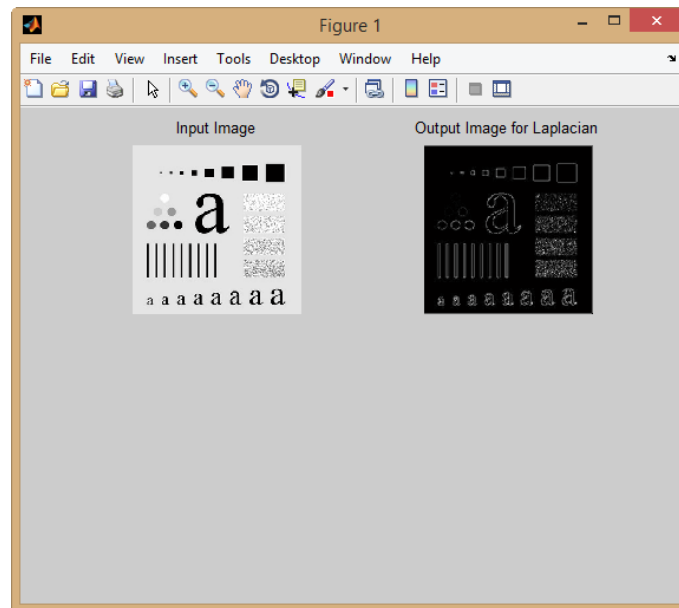 Figure 1
File Edit View Insert Tools Desktop Window Help
Input Image Output Image for Laplacian
a a
a a a a a a a a a a a a a a a a